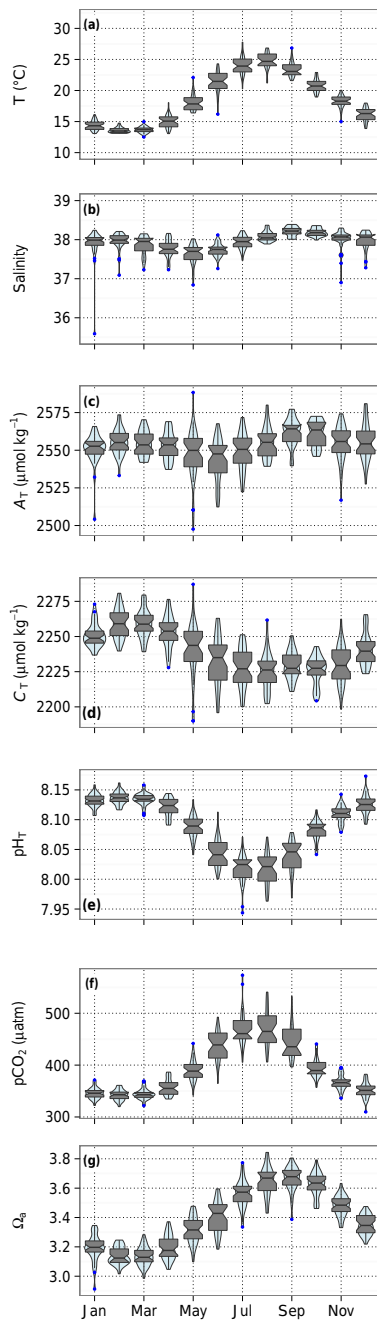 (a)
T (°C)
30
25
20
15
10
(b)
Salinity
39
38
37
36
(c)
A_T (μmol kg⁻¹)
2575
2550
2525
2500
C_T (μmol kg⁻¹)
2275
2250
2225
2200
(d)
pH_T
8.15
8.10
8.05
8.00
7.95
(e)
(f)
pCO₂ (μatm)
500
400
300
(g)
Ωₐ
3.8
3.6
3.4
3.2
3.0
Jan Mar May Jul Sep Nov